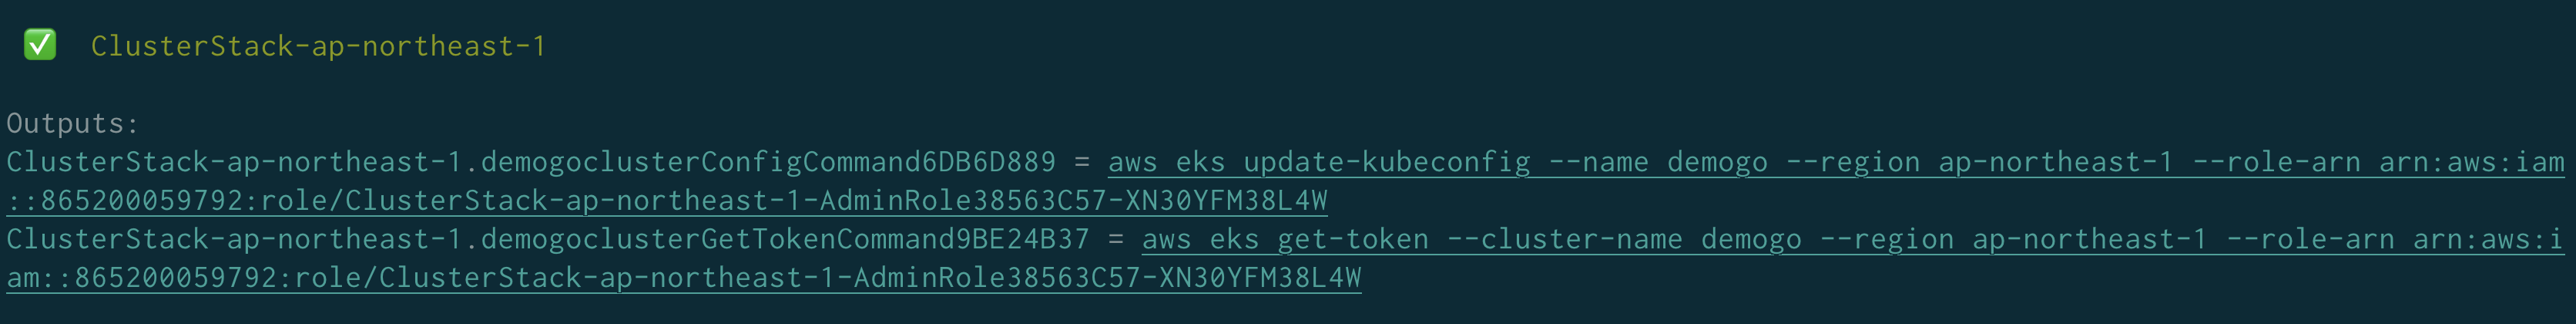 ✅ ClusterStack-ap-northeast-1
Outputs:
ClusterStack-ap-northeast-1.demogoclusterConfigCommand6DB6D889 = aws eks update-kubeconfig --name demogo --region ap-northeast-1 --role-arn arn:aws:iam
::865200059792:role/ClusterStack-ap-northeast-1-AdminRole38563C57-XN30YFM38L4W
ClusterStack-ap-northeast-1.demogoclusterGetTokenCommand9BE24B37 = aws eks get-token --cluster-name demogo --region ap-northeast-1 --role-arn arn:aws:i
am::865200059792:role/ClusterStack-ap-northeast-1-AdminRole38563C57-XN30YFM38L4W